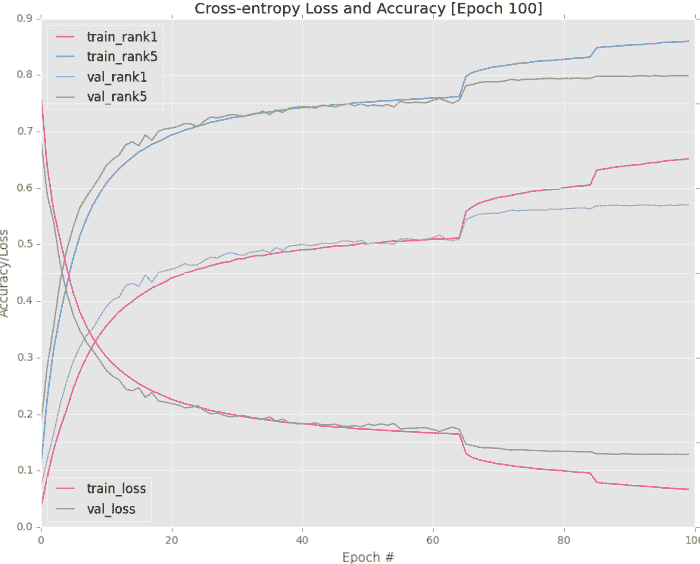 Cross-entropy Loss and Accuracy [Epoch 100]
0.9
train_rank1
train_rank5
val_rank1
val_rank5
0.8
0.7
0.6
0.5
0.4
0.3
0.2
0.1
0.0
Accuracy/Loss
train_loss
val_loss
0 20 40 60 80 100
Epoch #